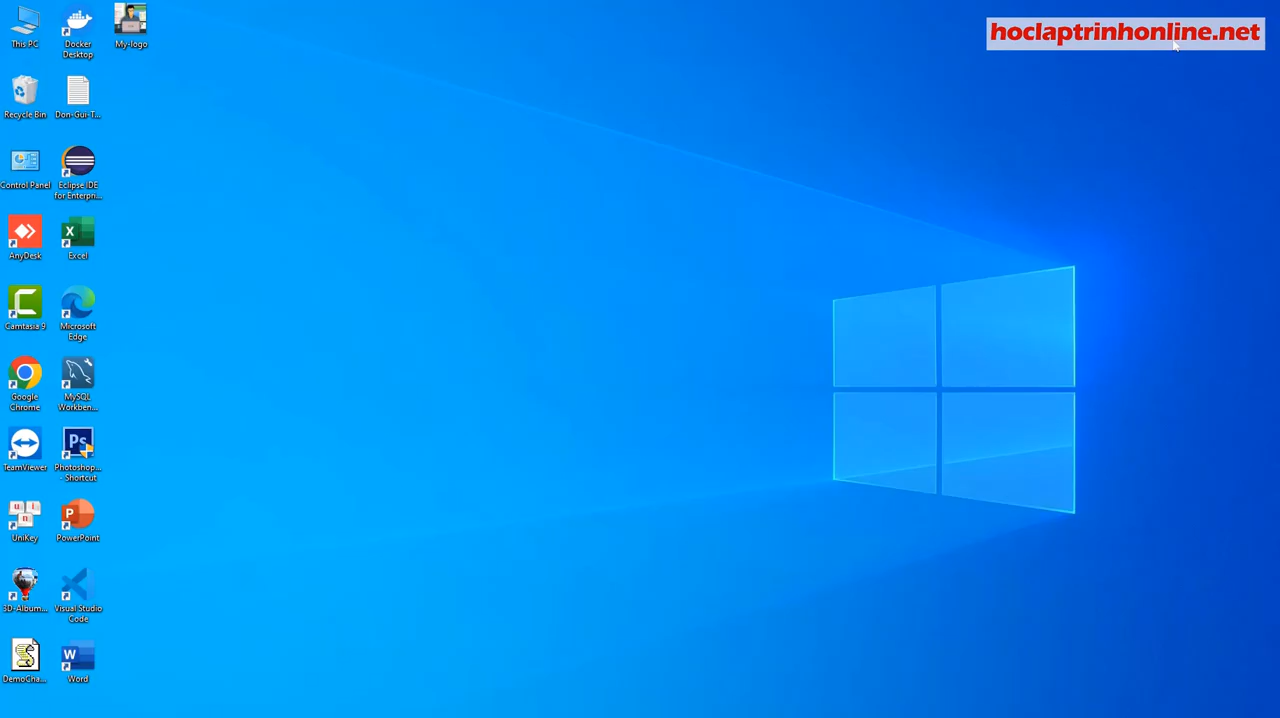 hoclaptrinhonline.net
This PC
Docker
Desktop
My-logo
Recycle Bin
Don-Gui-T...
Control Panel
Eclipse IDE
for Enterpri...
AnyDesk
Excel
Camtasia 9
Microsoft
Edge
Google
Chrome
MySQL
Workben...
TeamViewer
Photoshop...
- Shortcut
UniKey
PowerPoint
3D-Album...
Visual Studio
Code
DemoCha...
Word